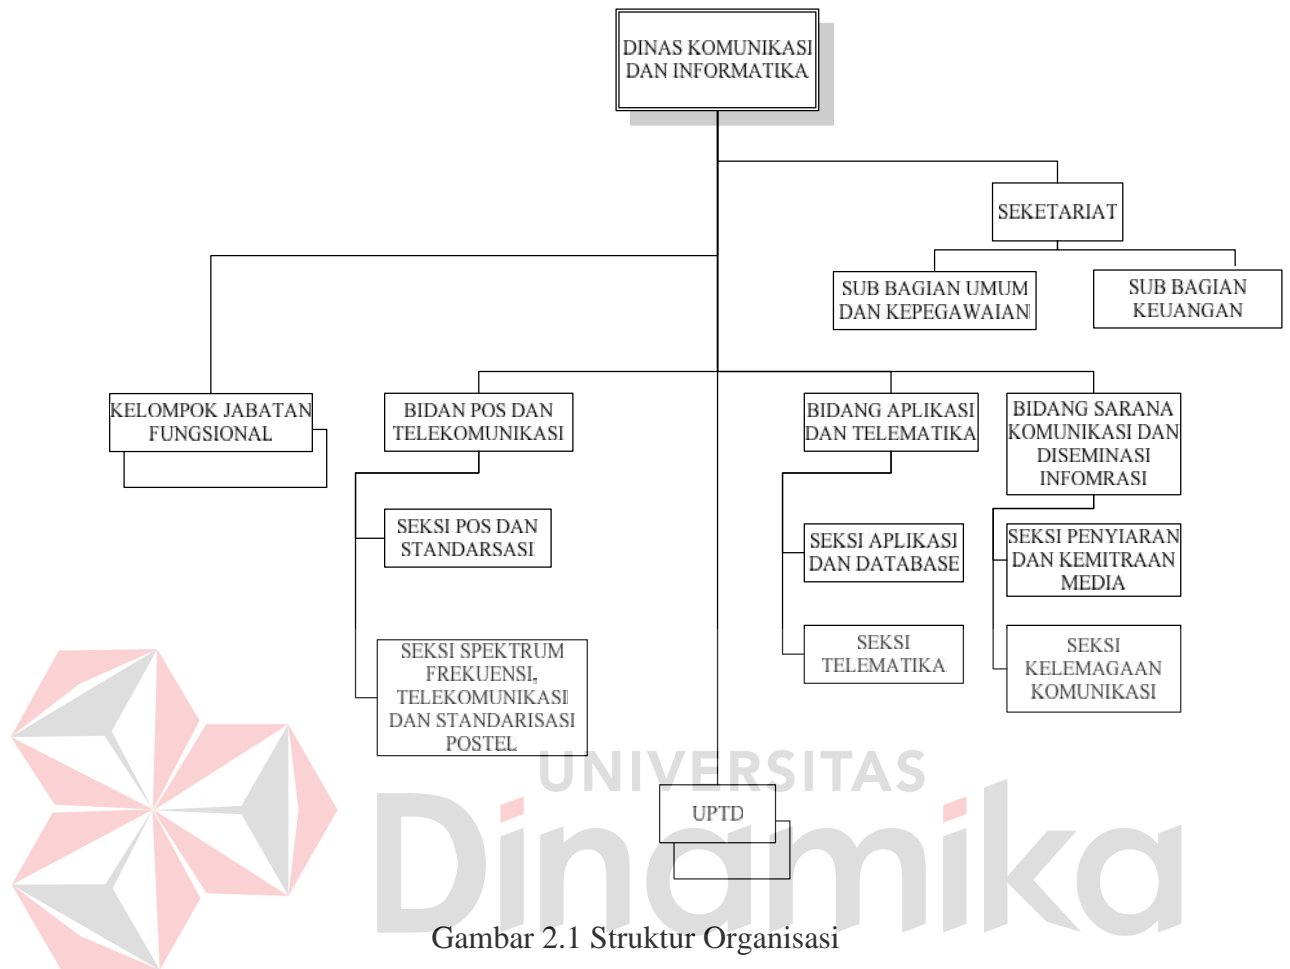 DINAS KOMUNIKASI
DAN INFORMATIKA
SEKETARIAT
SUB BAGIAN UMUM
DAN KEPEGAWAIAN
SUB BAGIAN
KEUANGAN
KELOMPOK JABATAN
FUNGSIONAL
BIDAN POS DAN
TELEKOMUNIKASI
BIDANG APLIKASI
DAN TELEMATIKA
BIDANG SARANA
KOMUNIKASI DAN
DISEMINASI
INFOMRASI
SEKSI POS DAN
STANDARSASI
SEKSI APLIKASI
DAN DATABASE
SEKSI PENYIARAN
DAN KEMITRAAN
MEDIA
SEKSI SPEKTRUM
FREKUENSI,
TELEKOMUNIKASI
DAN STANDARISASI
POSTEL
SEKSI
TELEMATIKA
SEKSI
KELEMAGAAN
KOMUNIKASI
UPTD
UNIVERSITAS
Dinamika
Gambar 2.1 Struktur Organisasi